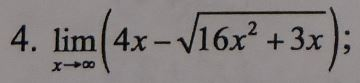 4. lim_{x→∞} (4x − √(16x² + 3x));